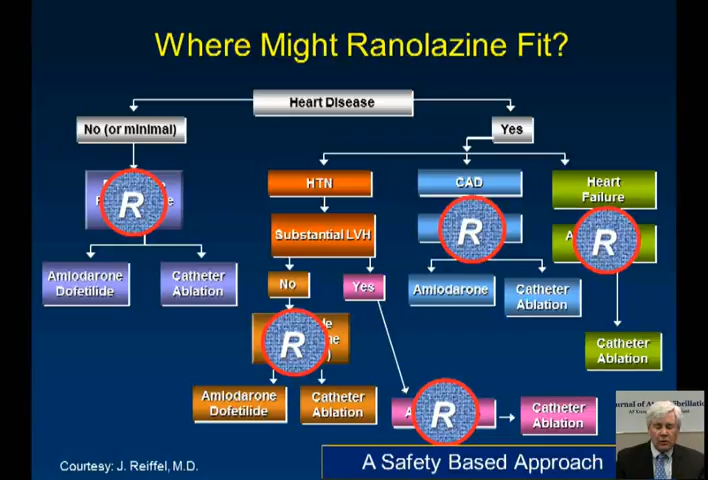 Where Might Ranolazine Fit?
Heart Disease
No (or minimal)
Yes
R
HTN
CAD
Heart
Failure
Substantial LVH
R
R
Amiodarone
Dofetilide
Catheter
Ablation
No
Yes
Amiodarone
Catheter
Ablation
R
Catheter
Ablation
Amiodarone
Dofetilide
Catheter
Ablation
R
Catheter
Ablation
Courtesy: J. Reiffel, M.D.
A Safety Based Approach